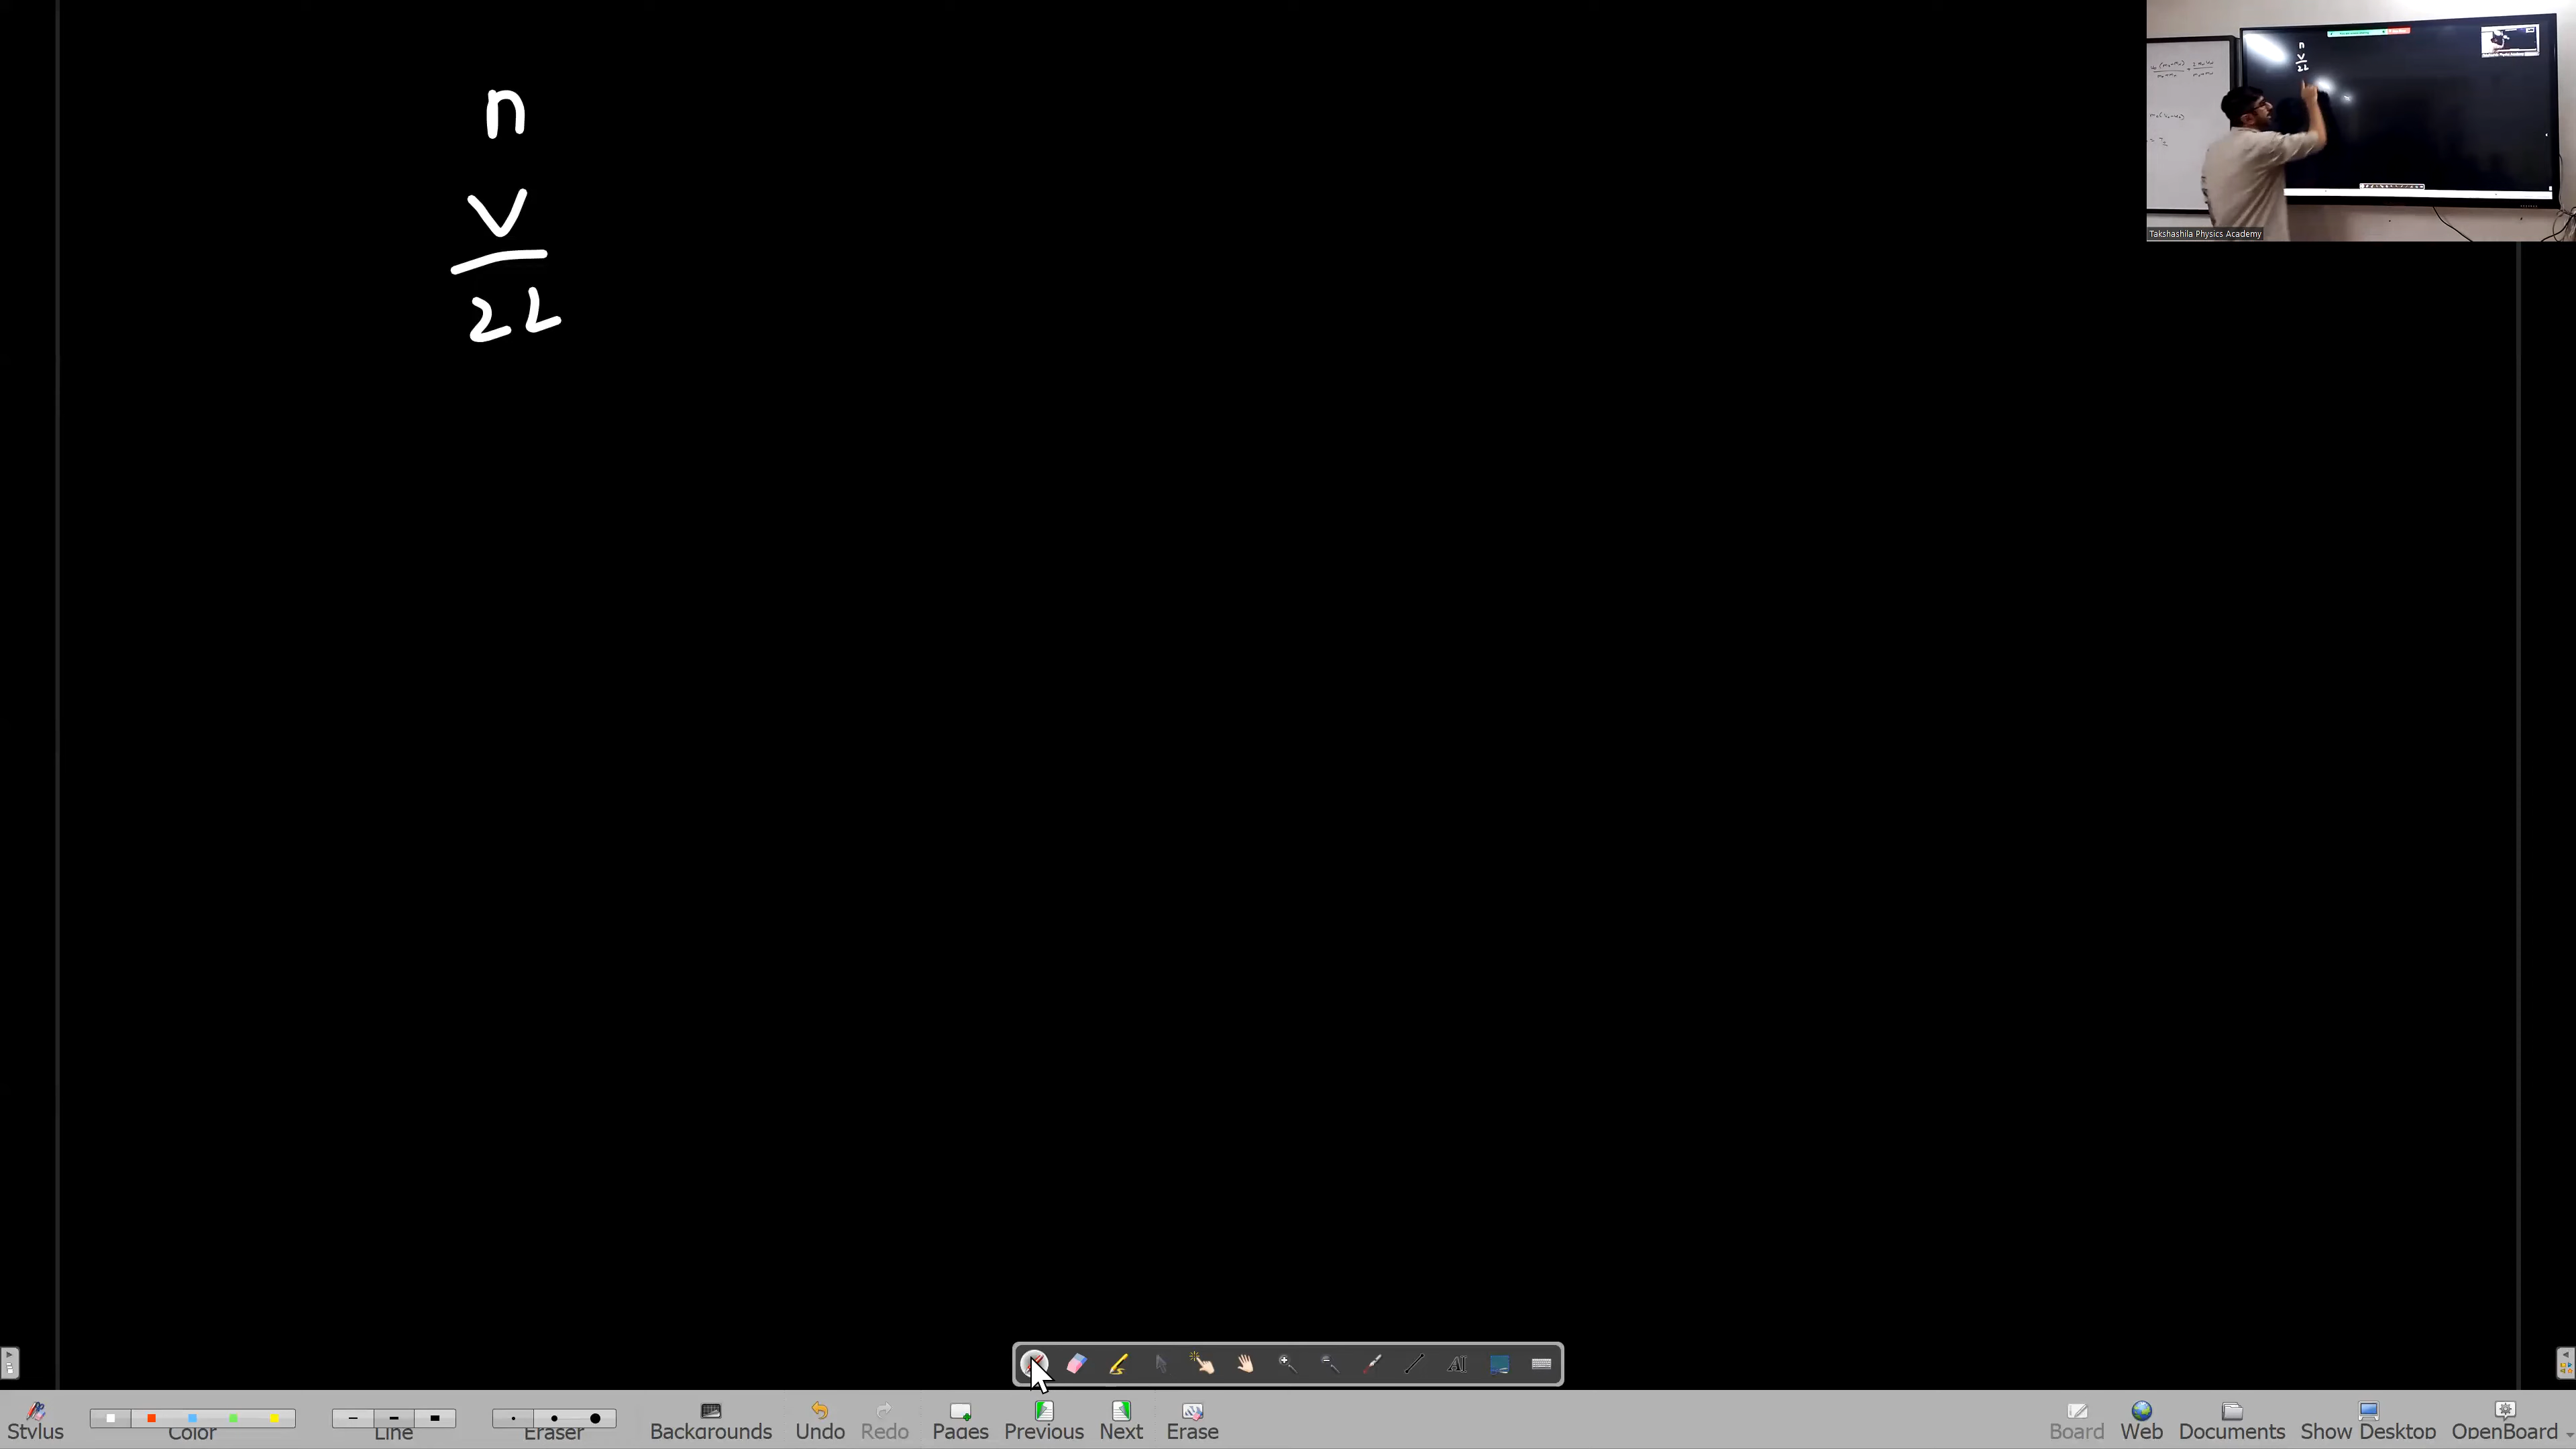 n
v
2L
Takshashila Physics Academy
Stylus
Color
Line
Eraser
Backgrounds
Undo
Redo
Pages
Previous
Next
Erase
Board
Web
Documents
Show Desktop
OpenBoard